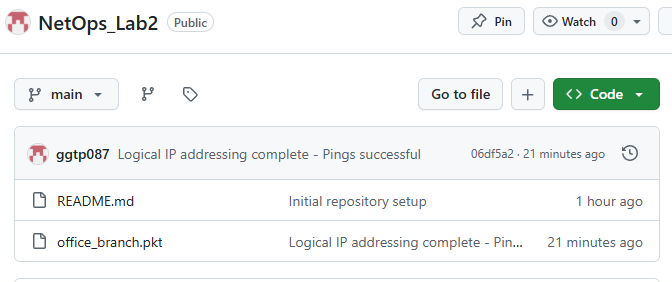 NetOps_Lab2 Public Pin Watch 0
main Go to file Code
ggtp087 Logical IP addressing complete - Pings successful 06df5a2 · 21 minutes ago
README.md Initial repository setup 1 hour ago
office_branch.pkt Logical IP addressing complete - Pin... 21 minutes ago